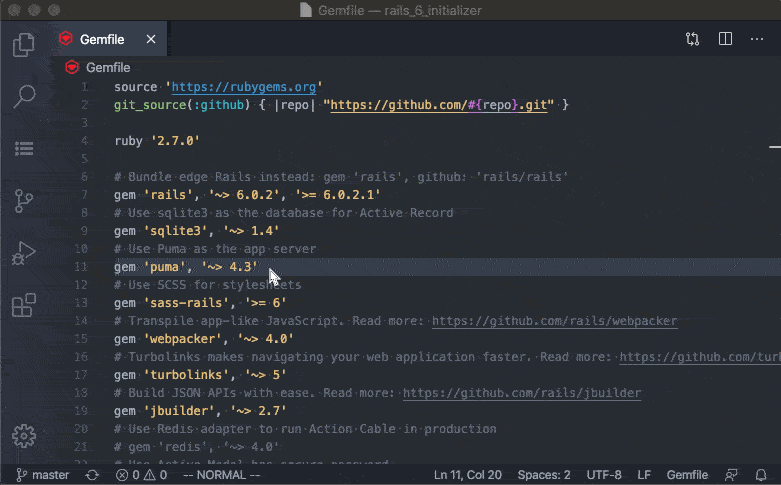 Gemfile — rails_6_initializer
Gemfile
Gemfile
1 source 'https://rubygems.org'
2 git_source(:github) { |repo| "https://github.com/#{repo}.git" }
3
4 ruby '2.7.0'
5
6 # Bundle edge Rails instead: gem 'rails', github: 'rails/rails'
7 gem 'rails', '~> 6.0.2', '>= 6.0.2.1'
8 # Use sqlite3 as the database for Active Record
9 gem 'sqlite3', '~> 1.4'
10 # Use Puma as the app server
11 gem 'puma', '~> 4.3'
12 # Use SCSS for stylesheets
13 gem 'sass-rails', '>= 6'
14 # Transpile app-like JavaScript. Read more: https://github.com/rails/webpacker
15 gem 'webpacker', '~> 4.0'
16 # Turbolinks makes navigating your web application faster. Read more: https://github.com/tur
17 gem 'turbolinks', '~> 5'
18 # Build JSON APIs with ease. Read more: https://github.com/rails/jbuilder
19 gem 'jbuilder', '~> 2.7'
20 # Use Redis adapter to run Action Cable in production
21 # gem 'redis', '~> 4.0'
22 # Use Active Model has_secure_password
master 0 0 -- NORMAL -- Ln 11, Col 20 Spaces: 2 UTF-8 LF Gemfile